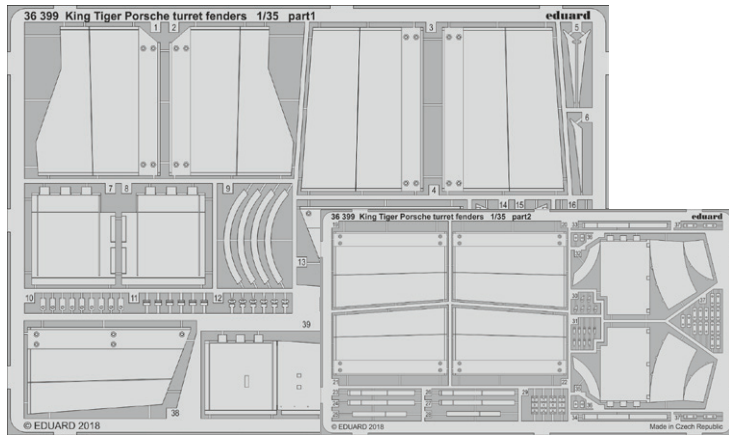 36 399 King Tiger Porsche turret fenders 1/35 part1 eduard
1 2 3 5
6
4
7 8 9
14 15 16
13
10 11 12
39
38
© EDUARD 2018
36 399 King Tiger Porsche turret fenders 1/35 part2 eduard
© EDUARD 2018 Made in Czech Republic